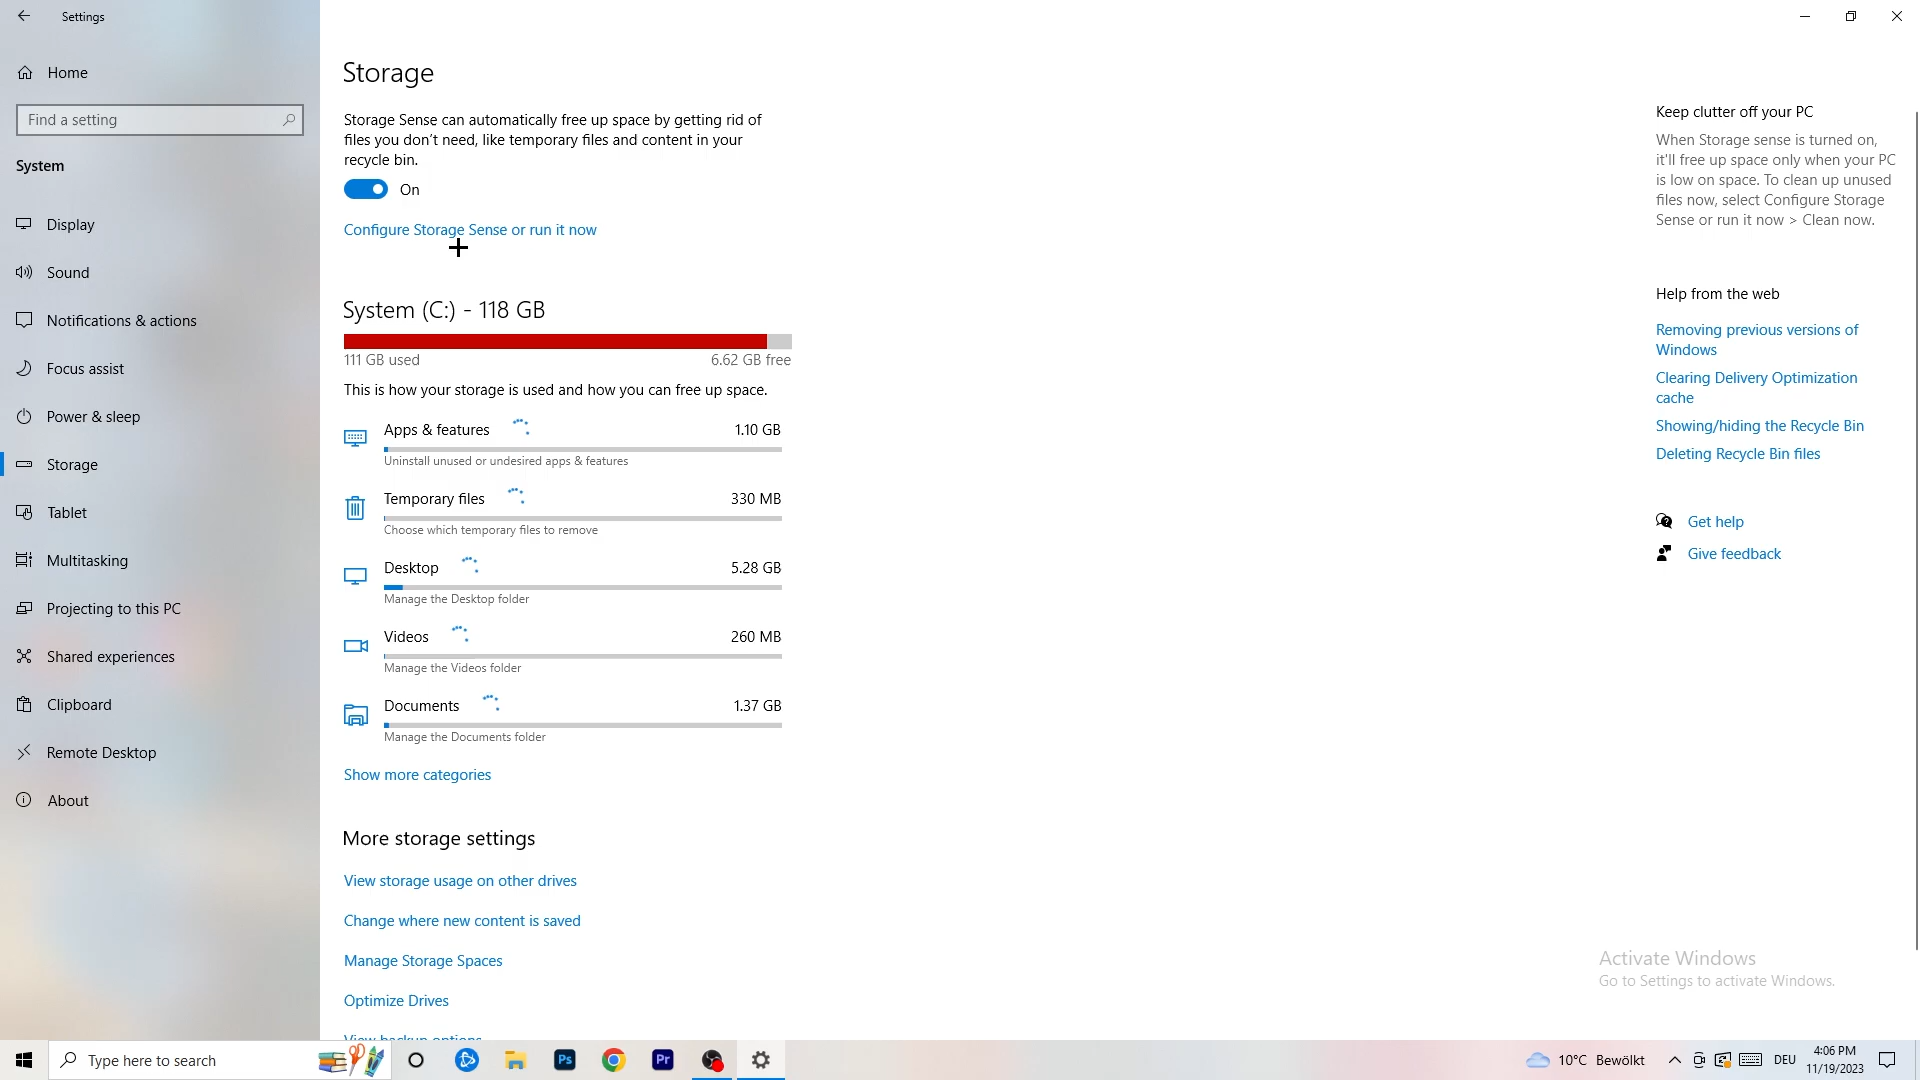 Settings
Home
Find a setting
System
Display
Sound
Notifications & actions
Focus assist
Power & sleep
Storage
Tablet
Multitasking
Projecting to this PC
Shared experiences
Clipboard
Remote Desktop
About
Storage
Storage Sense can automatically free up space by getting rid of
files you don't need, like temporary files and content in your
recycle bin.
On
Configure Storage Sense or run it now
System (C:) - 118 GB
111 GB used
6.62 GB free
This is how your storage is used and how you can free up space.
Apps & features
1.10 GB
Uninstall unused or undesired apps & features
Temporary files
330 MB
Choose which temporary files to remove
Desktop
5.28 GB
Manage the Desktop folder
Videos
260 MB
Manage the Videos folder
Documents
1.37 GB
Manage the Documents folder
Show more categories
More storage settings
View storage usage on other drives
Change where new content is saved
Manage Storage Spaces
Optimize Drives
View backup options
Keep clutter off your PC
When Storage sense is turned on,
it'll free up space only when your PC
is low on space. To clean up unused
files now, select Configure Storage
Sense or run it now > Clean now.
Help from the web
Removing previous versions of
Windows
Clearing Delivery Optimization
cache
Showing/hiding the Recycle Bin
Deleting Recycle Bin files
Get help
Give feedback
Activate Windows
Go to Settings to activate Windows.
Type here to search
Ps
Pr
10°C Bewölkt
DEU
4:06 PM
11/19/2023